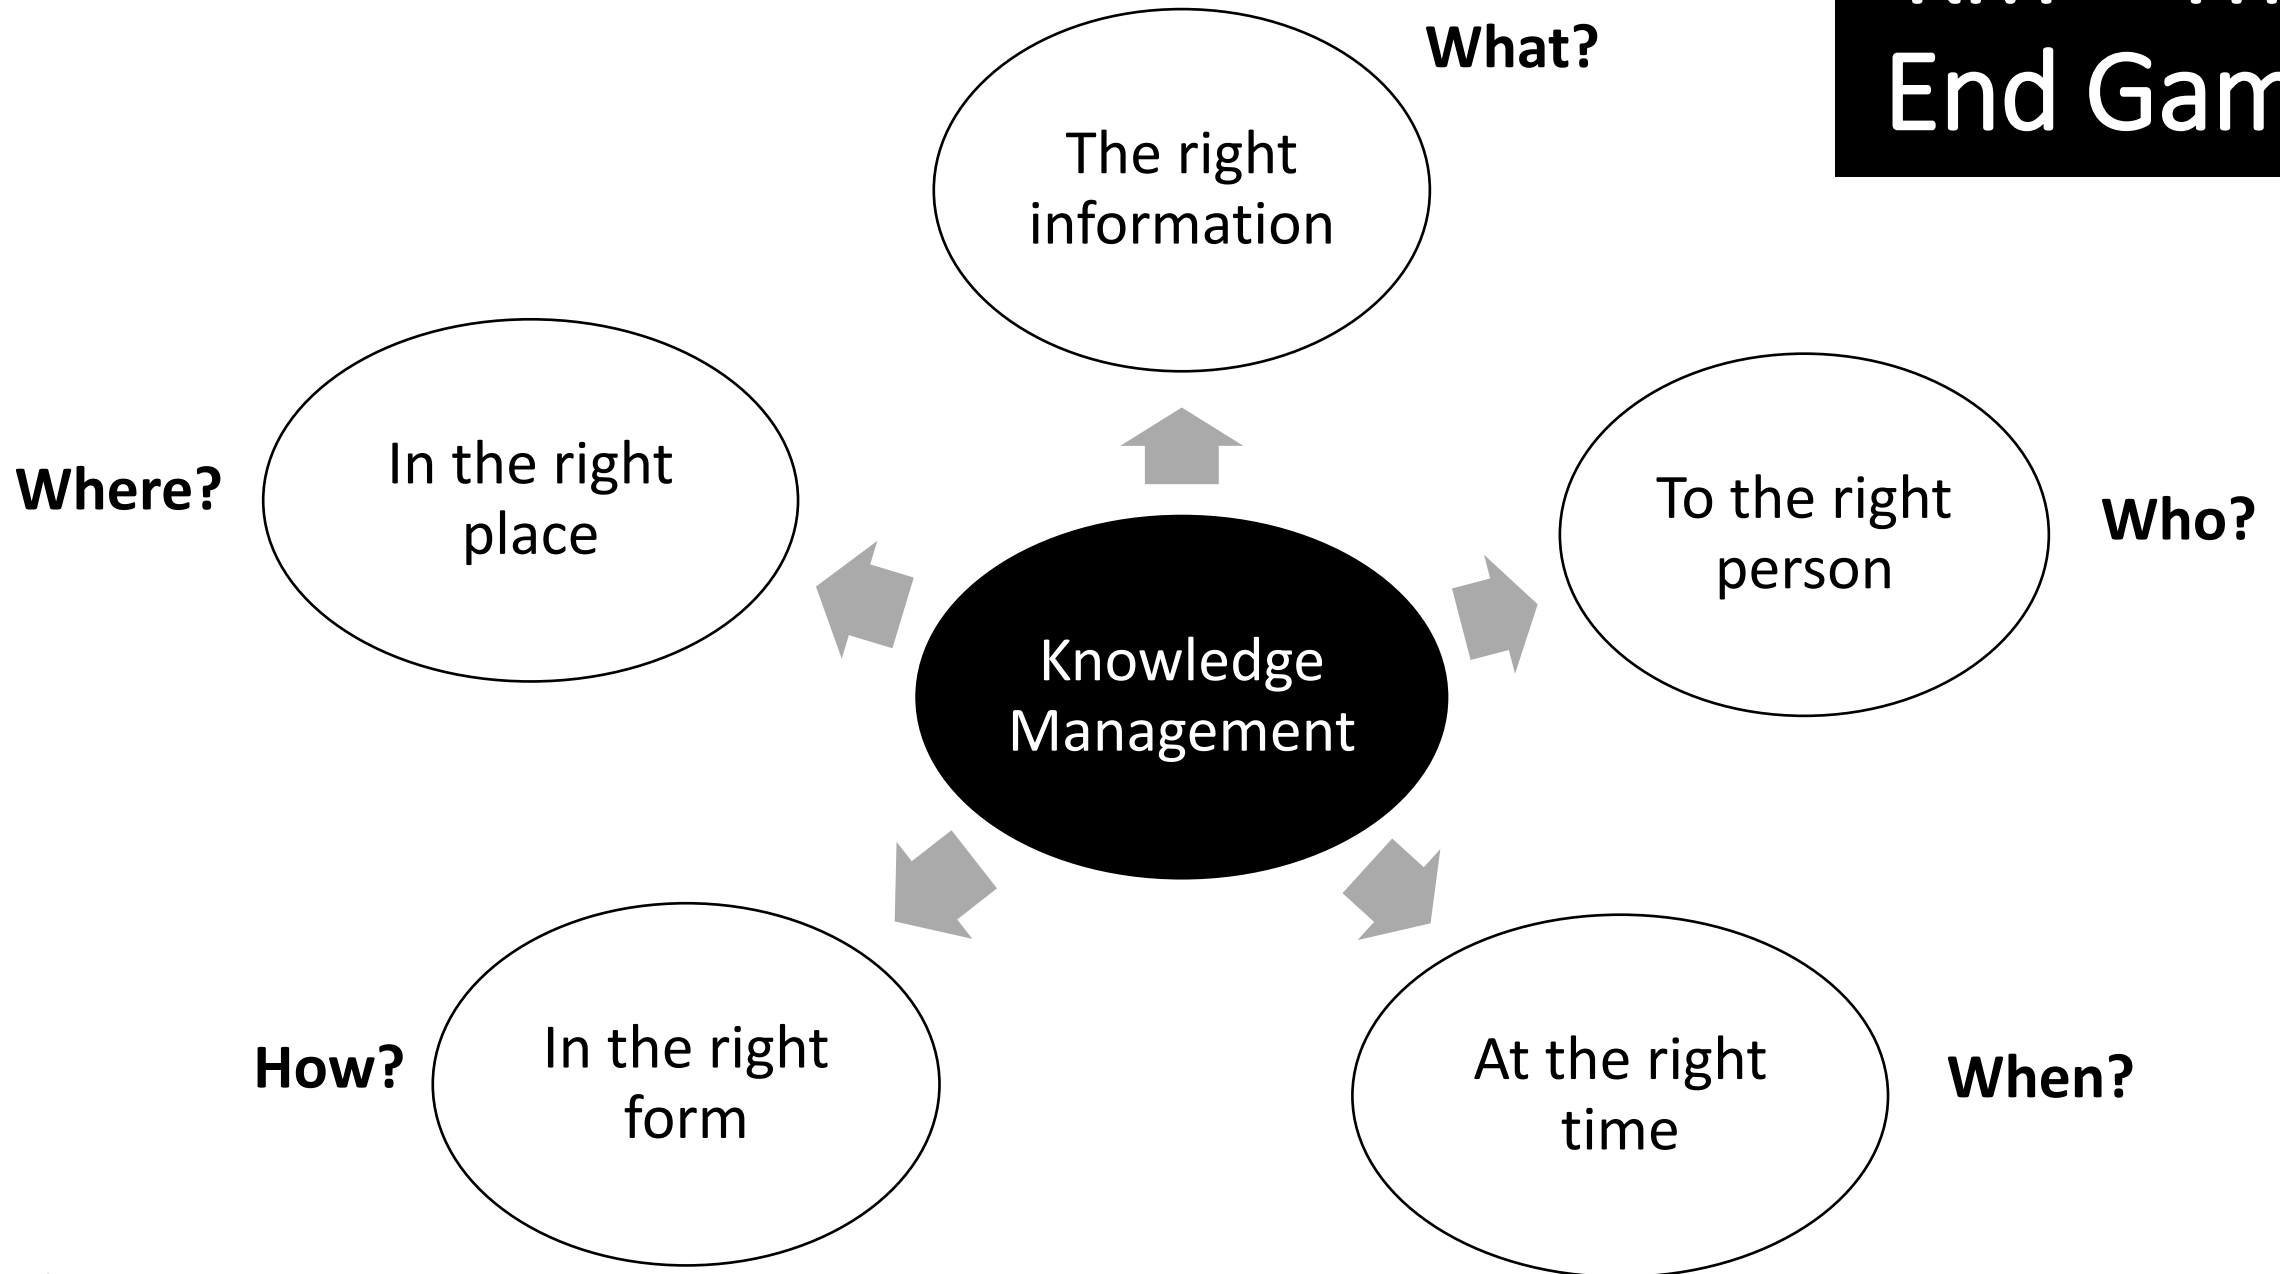 What?
End Gam
The right
information
Where?
In the right
place
To the right
person
Who?
Knowledge
Management
How?
In the right
form
At the right
time
When?